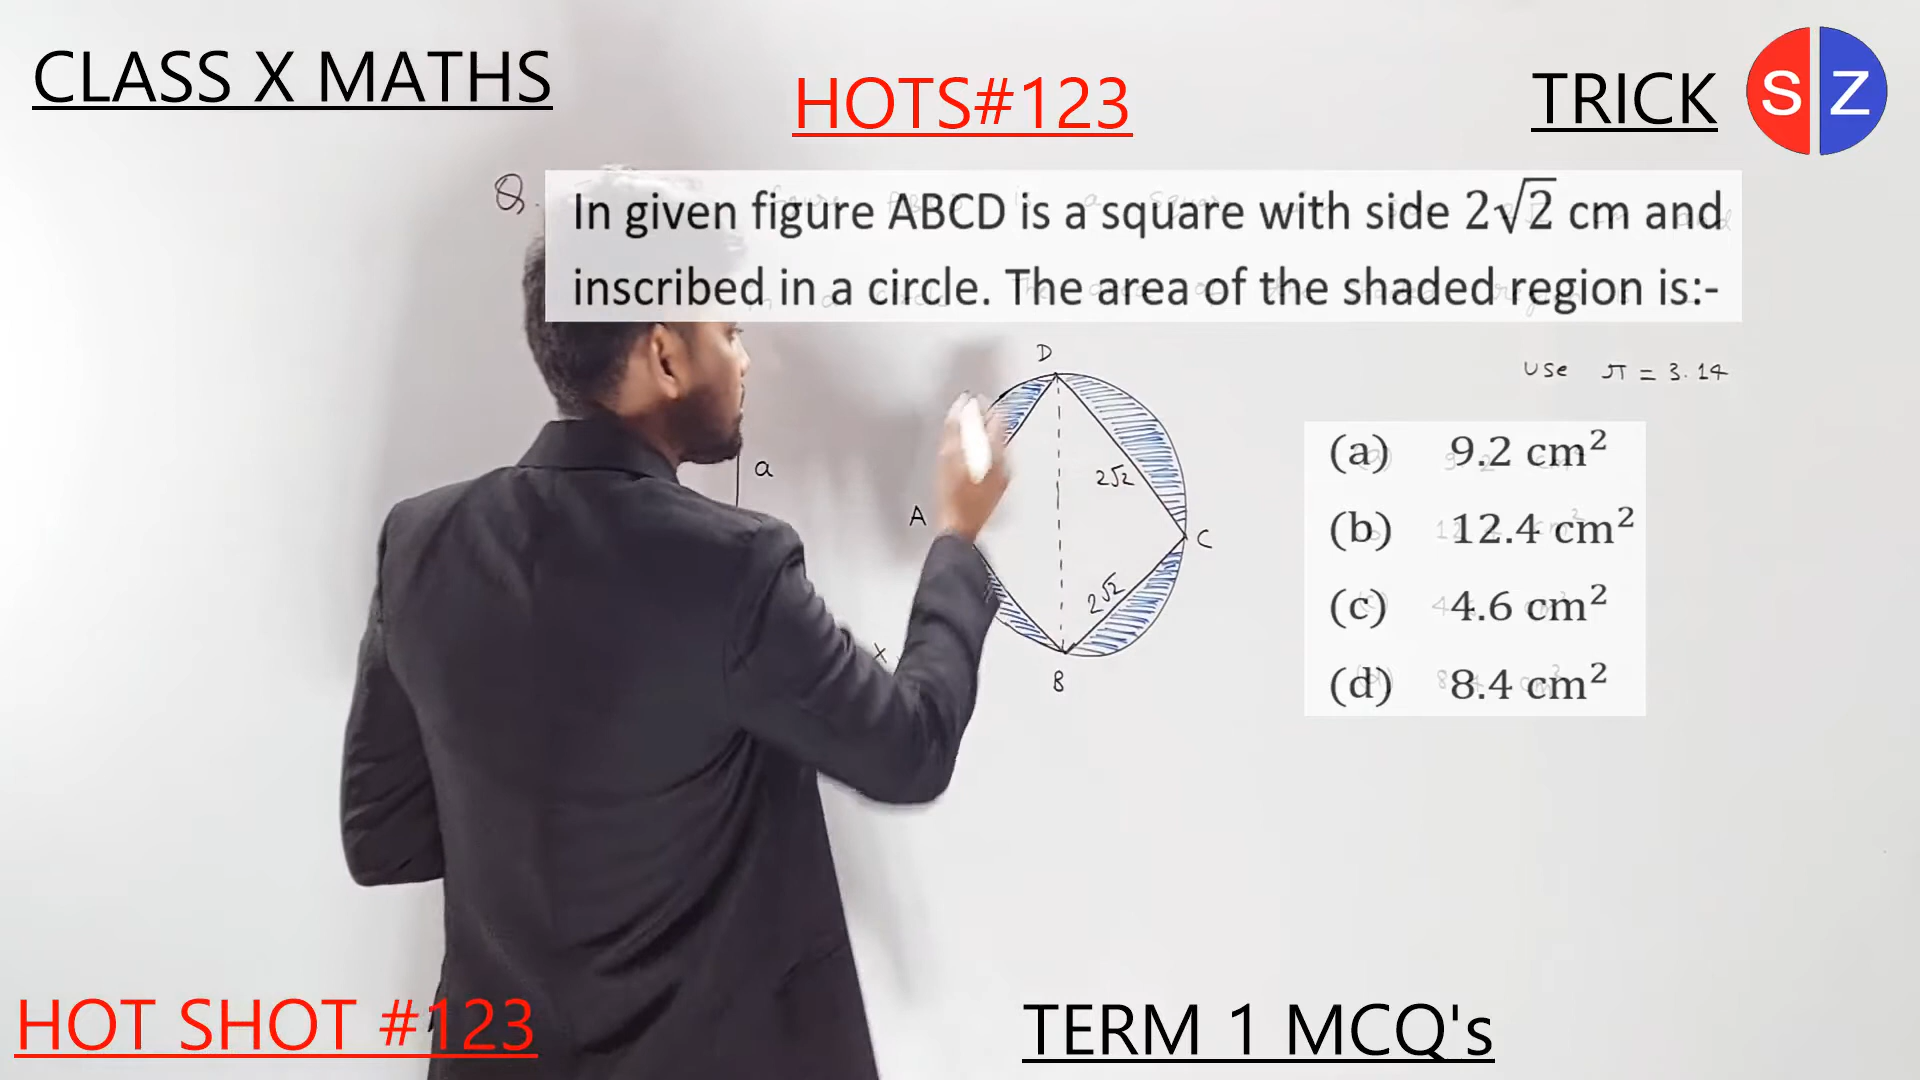 CLASS X MATHS
HOTS#123
TRICK
S Z
Q.
In given figure ABCD is a square with side 2√2 cm and
inscribed in a circle. The area of the shaded region is:-
use π = 3.14
D
a
2√2
A
C
2√2
x
B
(a) 9.2 cm²
(b) 12.4 cm²
(c) 4.6 cm²
(d) 8.4 cm²
HOT SHOT #123
TERM 1 MCQ's